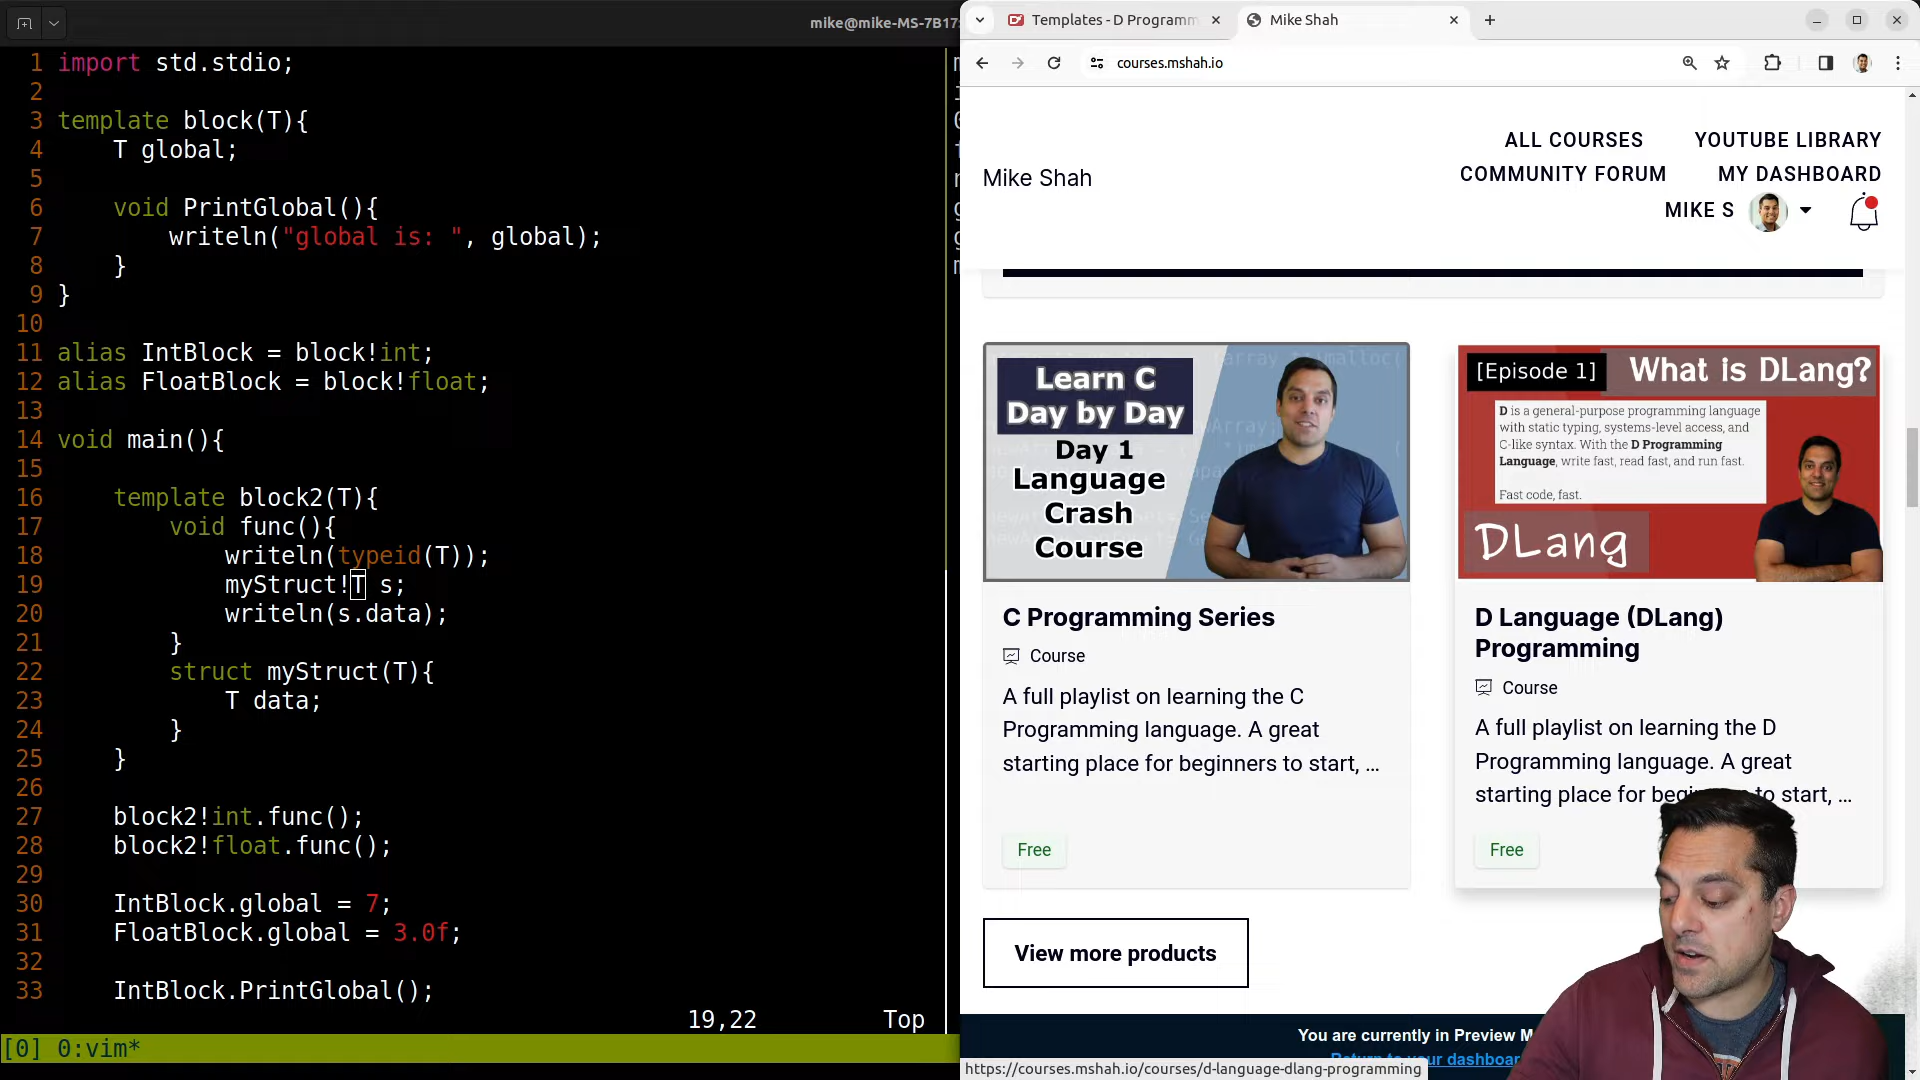 mike@mike-MS-7B17:
1 import std.stdio;
2
3 template block(T){
4 T global;
5
6 void PrintGlobal(){
7 writeln("global is: ", global);
8 }
9 }
10
11 alias IntBlock = block!int;
12 alias FloatBlock = block!float;
13
14 void main(){
15
16 template block2(T){
17 void func(){
18 writeln(typeid(T));
19 myStruct!T s;
20 writeln(s.data);
21 }
22 struct myStruct(T){
23 T data;
24 }
25 }
26
27 block2!int.func();
28 block2!float.func();
29
30 IntBlock.global = 7;
31 FloatBlock.global = 3.0f;
32
33 IntBlock.PrintGlobal();
19,22 Top
[0] 0:vim*
Templates - D Programm
Mike Shah
courses.mshah.io
Mike Shah
ALL COURSES YOUTUBE LIBRARY
COMMUNITY FORUM MY DASHBOARD
MIKE S
Learn C
Day by Day
Day 1
Language
Crash
Course
C Programming Series
Course
A full playlist on learning the C
Programming language. A great
starting place for beginners to start, ...
Free
[Episode 1] What is DLang?
D is a general-purpose programming language
with static typing, systems-level access, and
C-like syntax. With the D Programming
Language, write fast, read fast, and run fast.
Fast code, fast.
DLang
D Language (DLang)
Programming
Course
A full playlist on learning the D
Programming language. A great
starting place for to start, ...
Free
View more products
You are currently in Preview
Return to your dashboar
https://courses.mshah.io/courses/d-language-dlang-programming